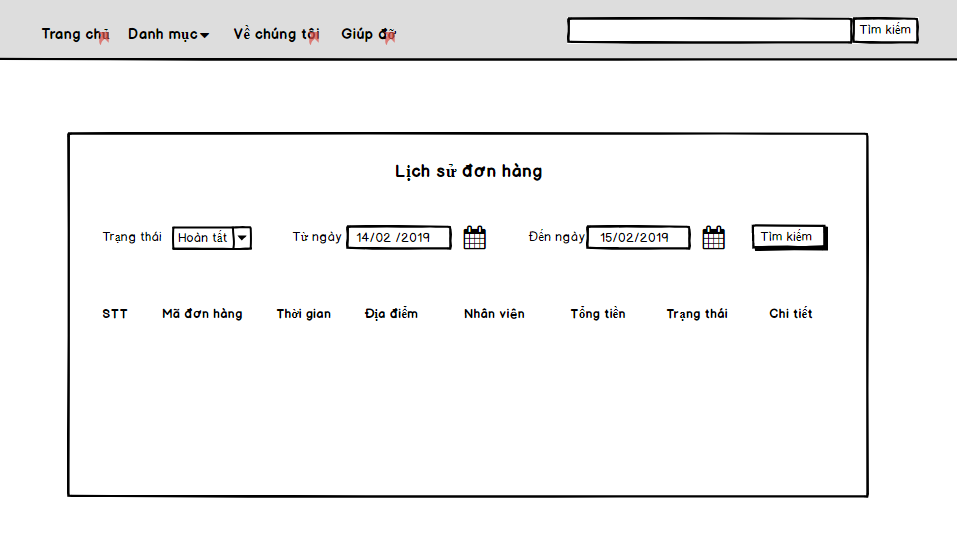 Trang chủ Danh mục Về chúng tôi Giúp đỡ Tìm kiếm
Lịch sử đơn hàng
Trạng thái Hoàn tất Từ ngày 14/02 /2019 Đến ngày 15/02/2019 Tìm kiếm
STT Mã đơn hàng Thời gian Địa điểm Nhân viên Tổng tiền Trạng thái Chi tiết